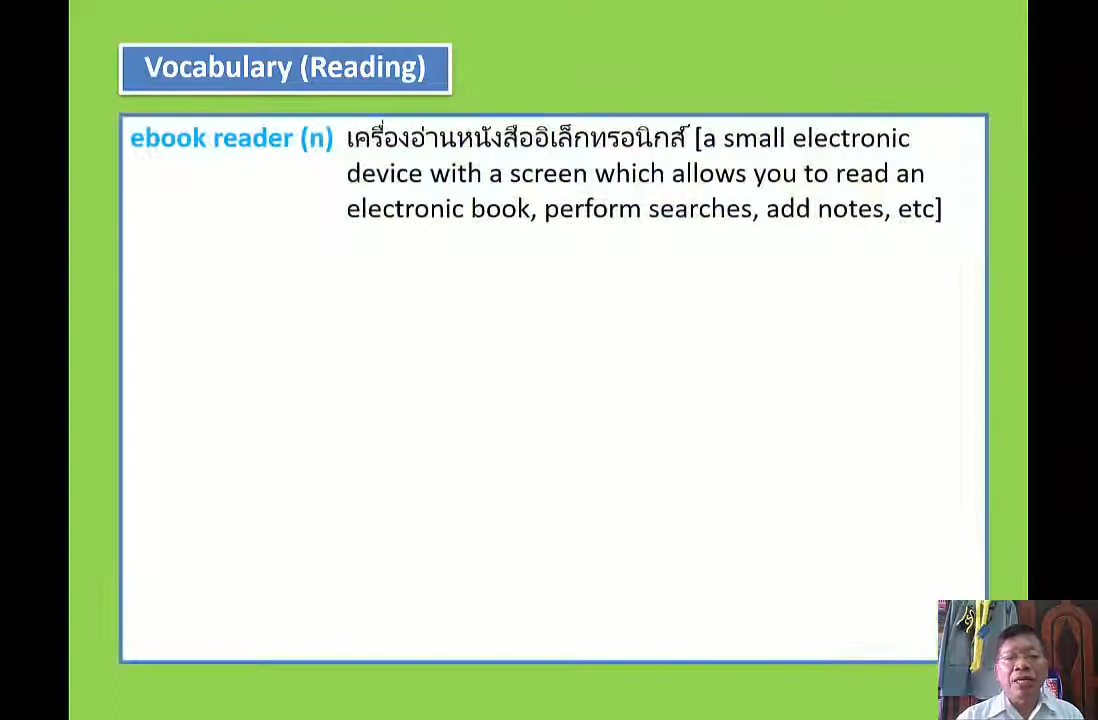 Vocabulary (Reading)
ebook reader (n) เครื่องอ่านหนังสืออิเล็กทรอนิกส์ [a small electronic
device with a screen which allows you to read an
electronic book, perform searches, add notes, etc]